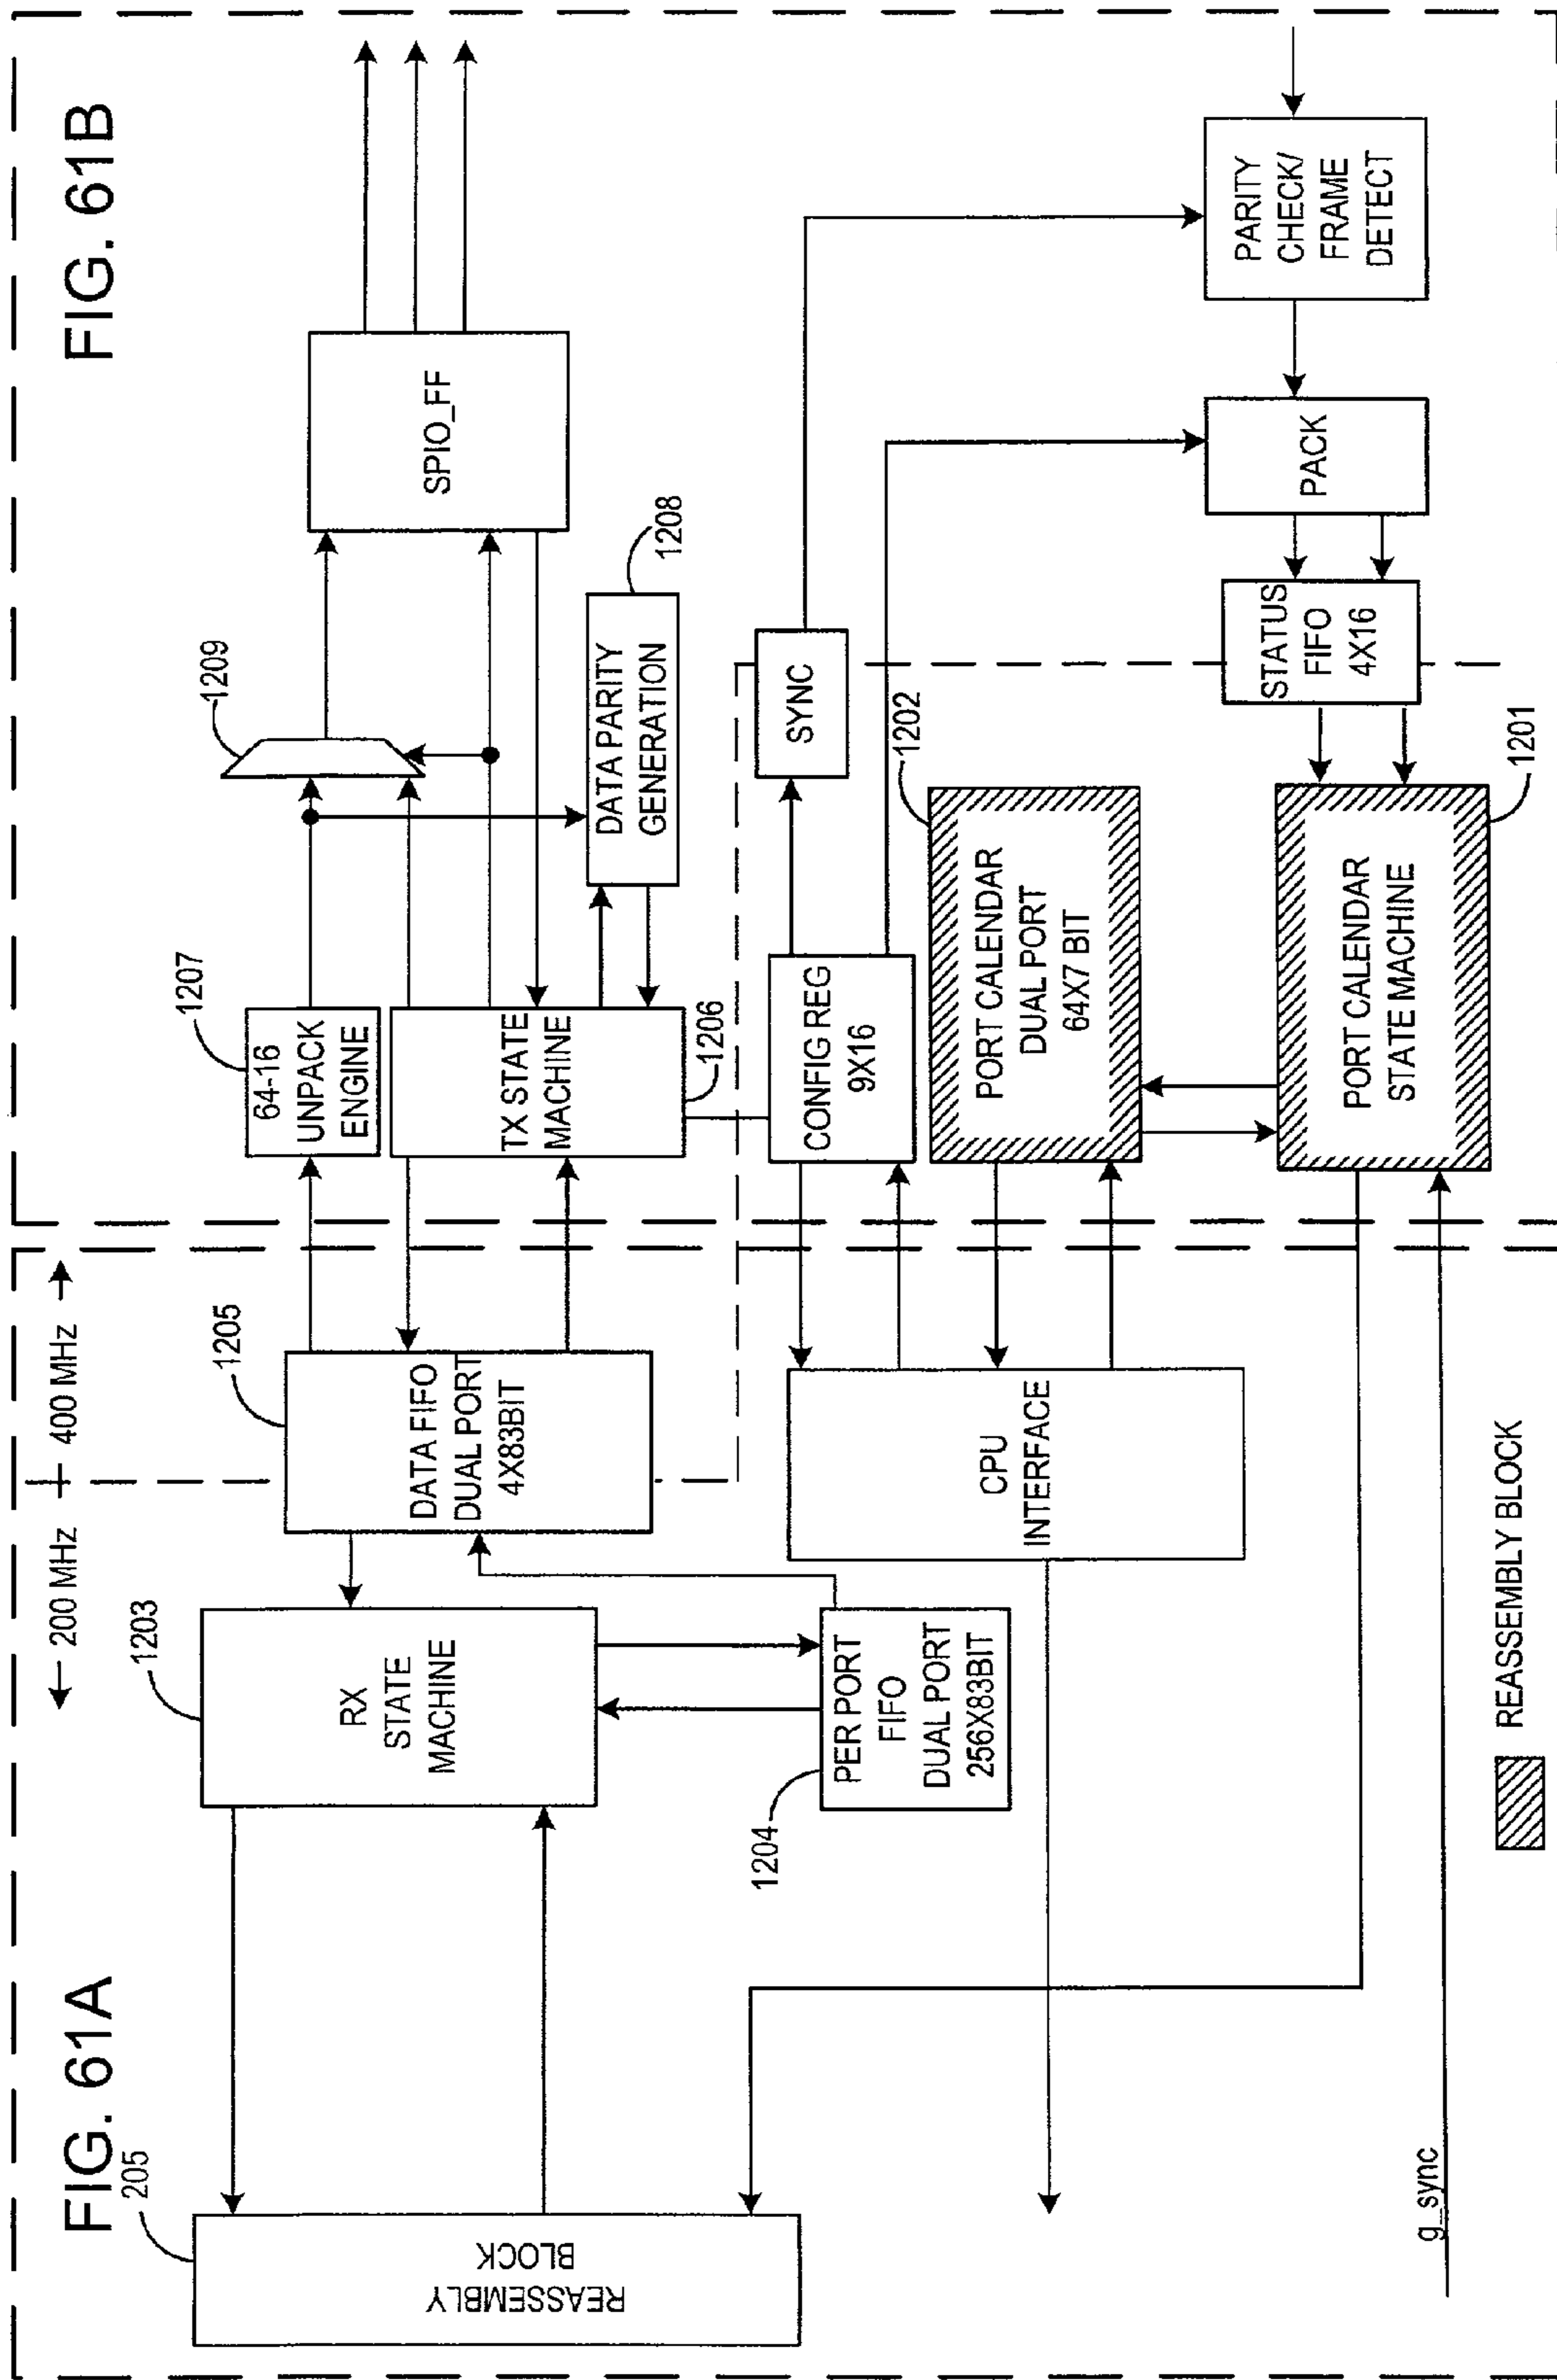 FIG. 61A
FIG. 61B
200 MHz
400 MHz
205
REASSEMBLY
BLOCK
1203
RX
STATE
MACHINE
1204
PER PORT
FIFO
DUAL PORT
256X83BIT
1205
DATA FIFO
DUAL PORT
4X83BIT
CPU
INTERFACE
g_sync
REASSEMBLY BLOCK
1207
64-16
UNPACK
ENGINE
TX STATE
MACHINE
1206
1209
1208
DATA PARITY
GENERATION
SPIO_FF
SYNC
CONFIG REG
9X16
1202
PORT CALENDAR
DUAL PORT
64X7 BIT
1201
PORT CALENDAR
STATE MACHINE
STATUS
FIFO
4X16
PACK
PARITY
CHECK/
FRAME
DETECT